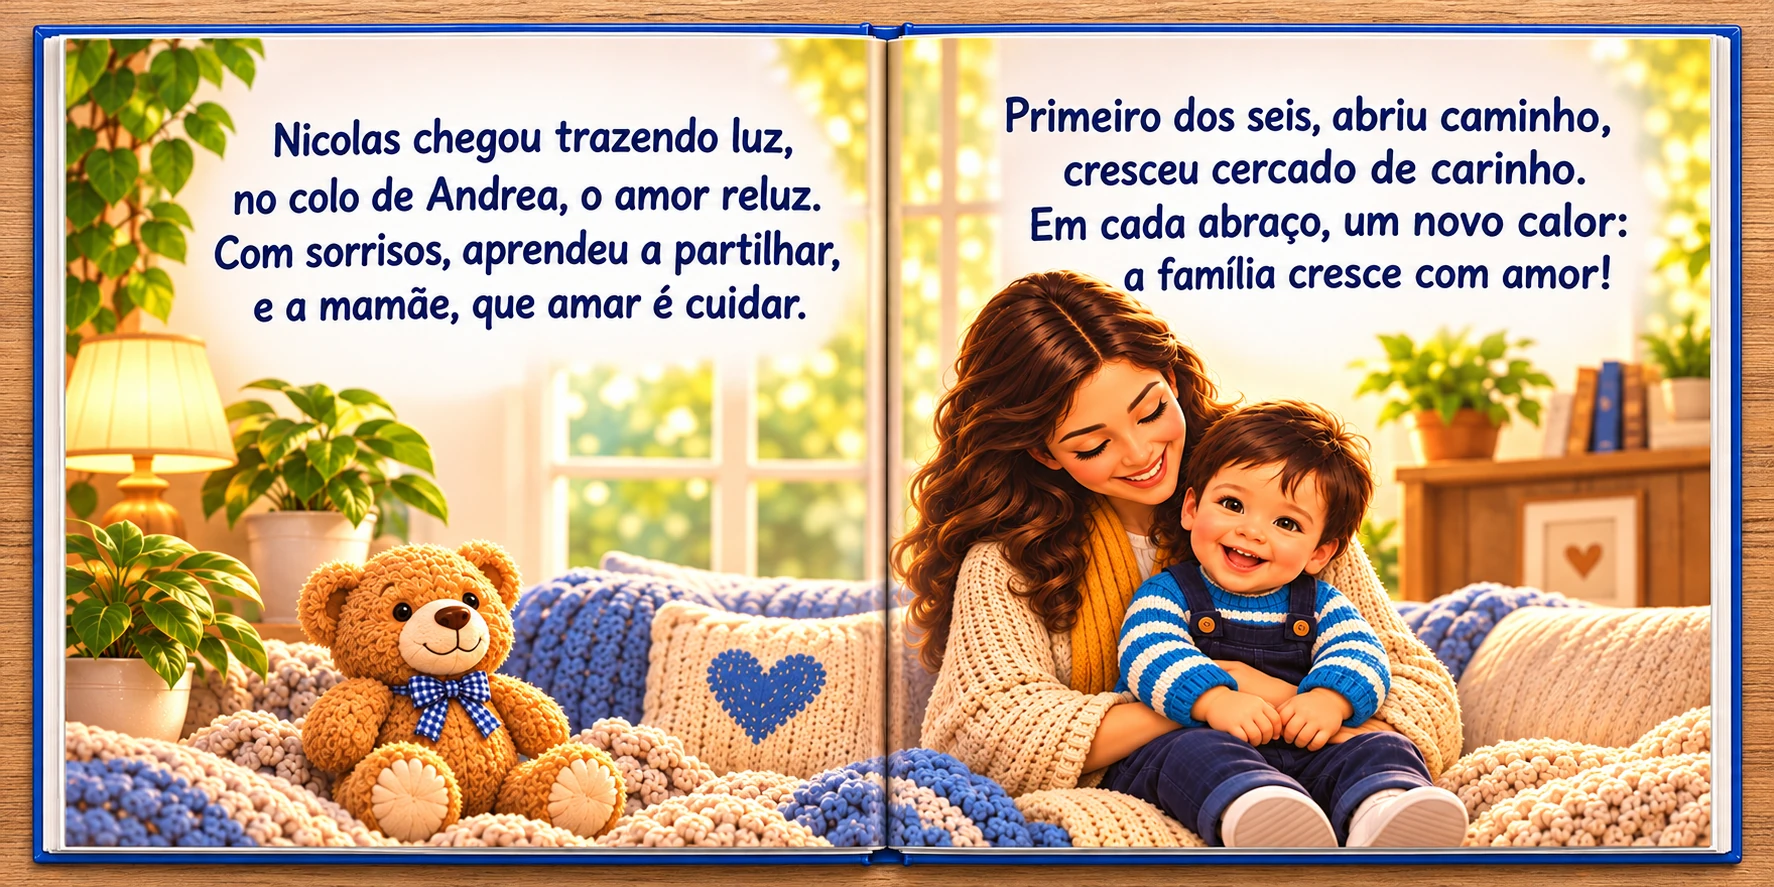 Nicolas chegou trazendo luz,
no colo de Andrea, o amor reluz.
Com sorrisos, aprendeu a partilhar,
e a mamãe, que amar é cuidar.
Primeiro dos seis, abriu caminho,
cresceu cercado de carinho.
Em cada abraço, um novo calor:
a família cresce com amor!